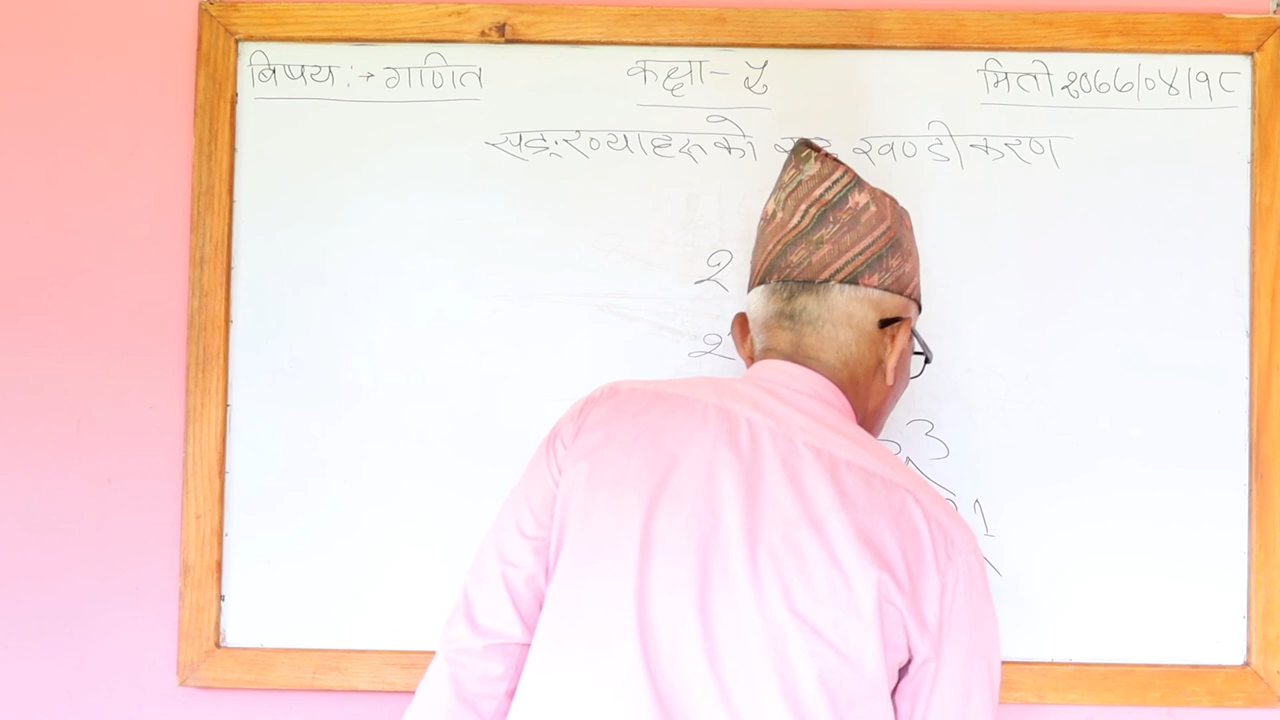 बिषय :→ गणित
कक्षा - ५
मिती २०७७/०४/१८
सङ्ख्याहरूको खण्डीकरण
2
2
3
1